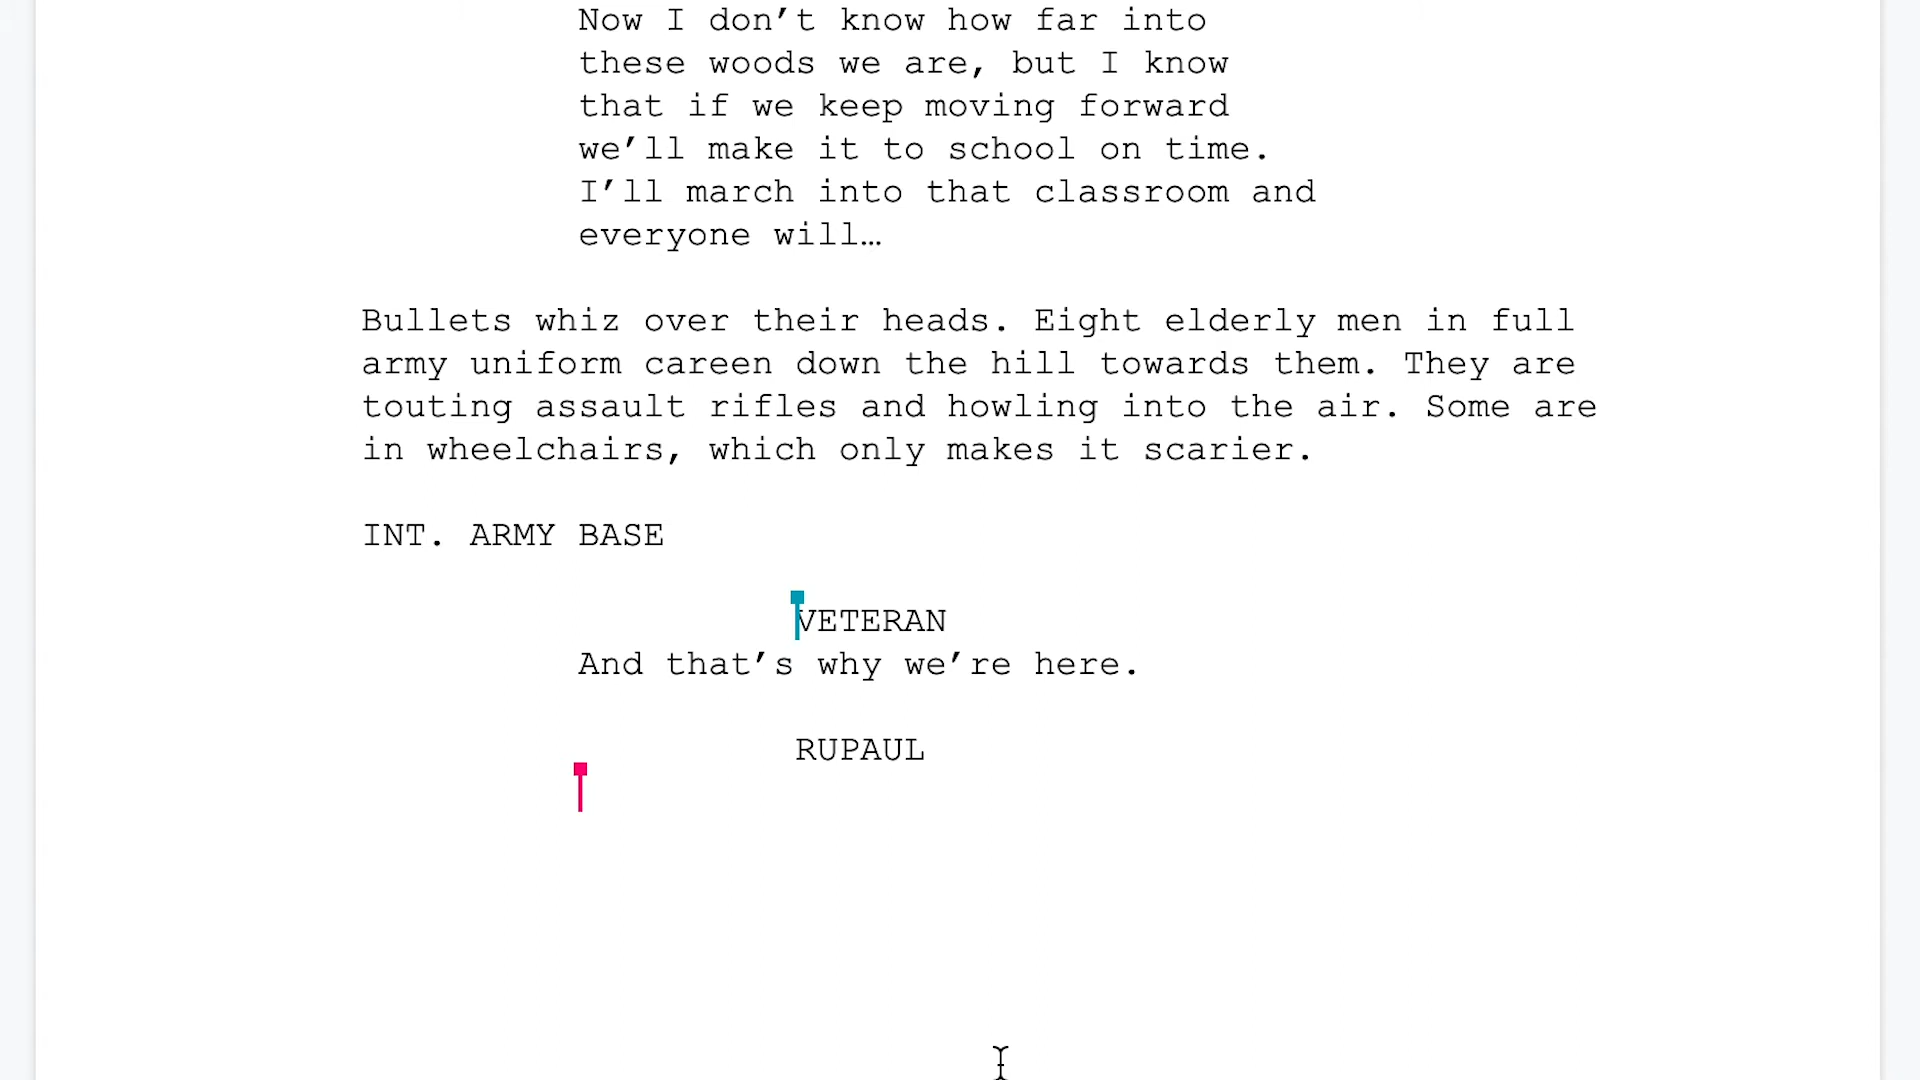 Now I don’t know how far into
these woods we are, but I know
that if we keep moving forward
we’ll make it to school on time.
I’ll march into that classroom and
everyone will…
Bullets whiz over their heads. Eight elderly men in full
army uniform careen down the hill towards them. They are
touting assault rifles and howling into the air. Some are
in wheelchairs, which only makes it scarier.
INT. ARMY BASE
VETERAN
And that’s why we’re here.
RUPAUL